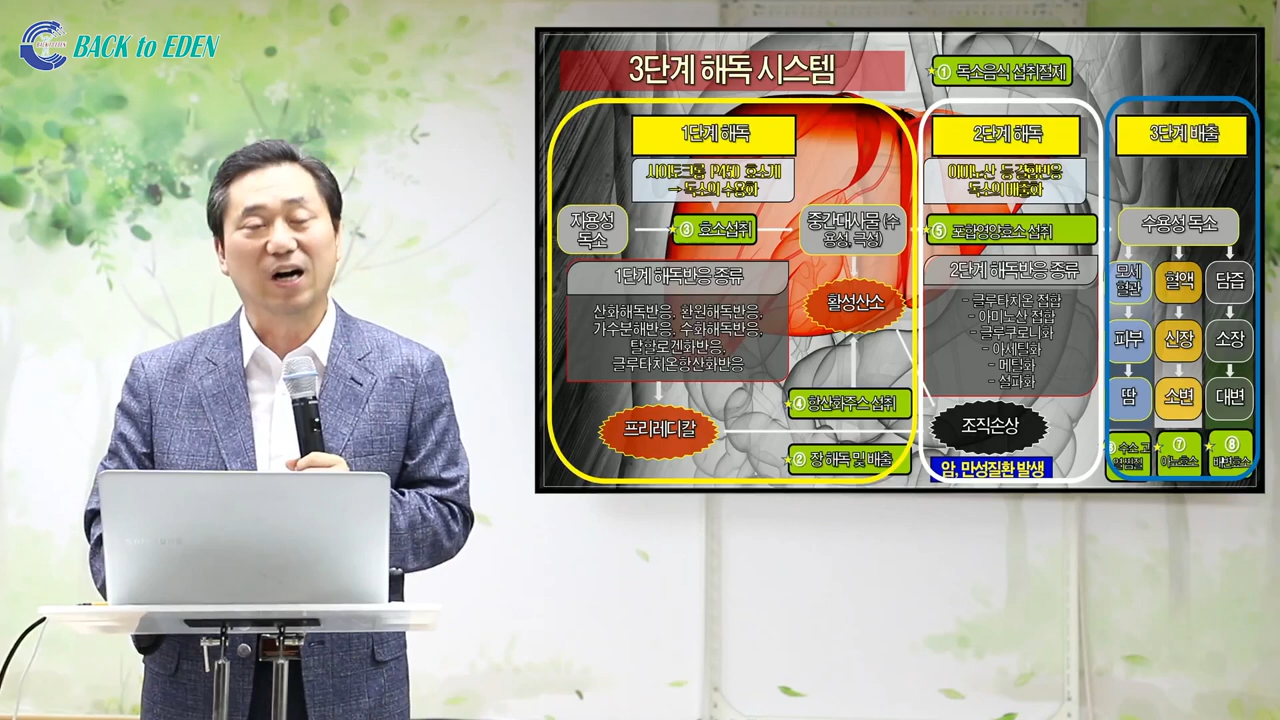 BACK to EDEN
3단계 해독 시스템
① 독소음식 섭취절제
1단계 해독
사이토크롬 P450 효소계
→ 독소의 수용화
지용성
독소
③ 효소섭취
중간대사물 (수
용성, 극성)
1단계 해독반응 종류
산화해독반응, 환원해독반응,
가수분해반응, 수화해독반응,
탈할로겐화반응,
글루타치온항산화반응
활성산소
④ 항산화주스 섭취
프리레디칼
② 장 해독 및 배출
2단계 해독
아미노산 등 결합반응
독소의 배출화
⑤ 포합영양효소 섭취
2단계 해독반응 종류
- 글루타치온 접합
- 아미노산 접합
- 글루쿠로니화
- 아세틸화
- 메틸화
- 설파화
조직손상
암, 만성질환 발생
3단계 배출
수용성 독소
모세
혈관
혈액
담즙
피부
신장
소장
땀
소변
대변
⑦
이뇨효소
⑧
배변효소